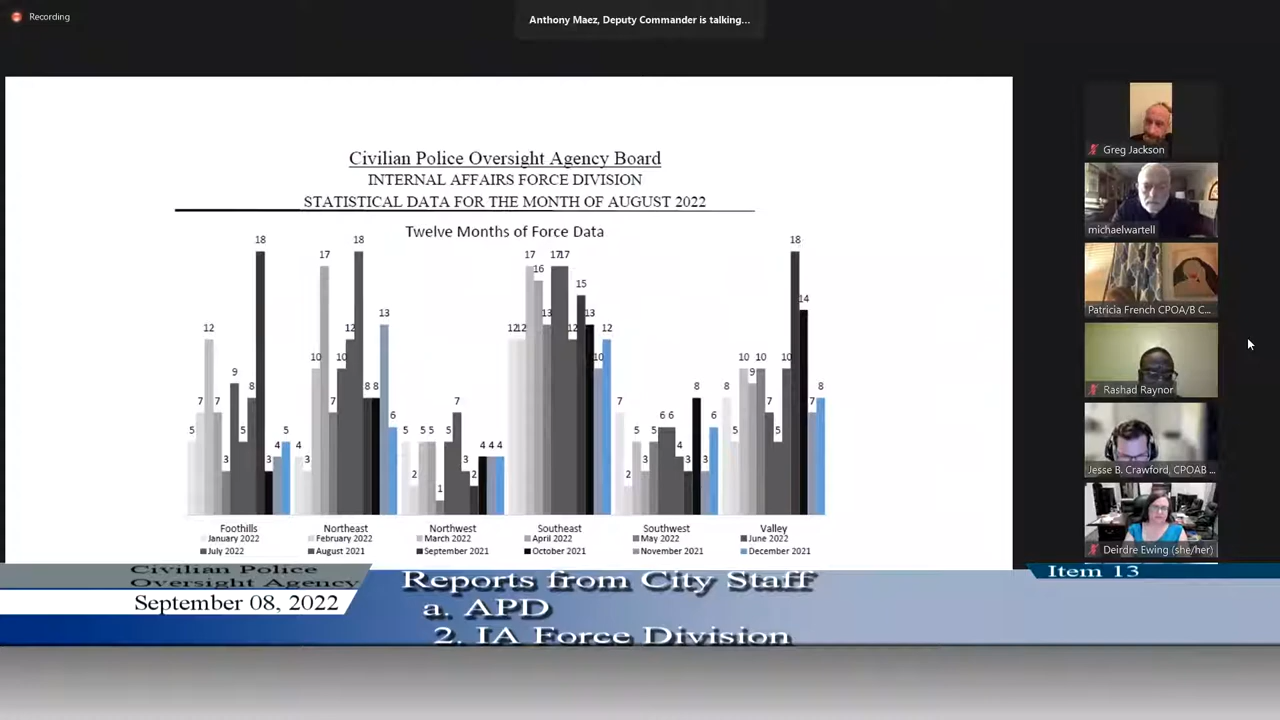 Recording
Anthony Maez, Deputy Commander is talking...
Civilian Police Oversight Agency Board
INTERNAL AFFAIRS FORCE DIVISION
STATISTICAL DATA FOR THE MONTH OF AUGUST 2022
Twelve Months of Force Data
5 7 12 7 3 9 5 8 18 3 4 5
4 3 10 17 7 10 12 18 8 8 13 6
5 2 5 5 1 5 7 3 2 4 4 4
12 12 17 16 13 17 17 12 15 13 10 12
7 2 5 3 5 6 6 4 3 8 3 6
8 5 10 9 10 7 5 10 18 14 7 8
Foothills Northeast Northwest Southeast Southwest Valley
January 2022 February 2022 March 2022 April 2022 May 2022 June 2022
July 2022 August 2021 September 2021 October 2021 November 2021 December 2021
Greg Jackson
michaelwartell
Patricia French CPOA/B C...
Rashad Raynor
Jesse B. Crawford, CPOAB ...
Deirdre Ewing (she/her)
Civilian Police
Oversight Agency
September 08, 2022
Reports from City Staff
a. APD
2. IA Force Division
Item 13